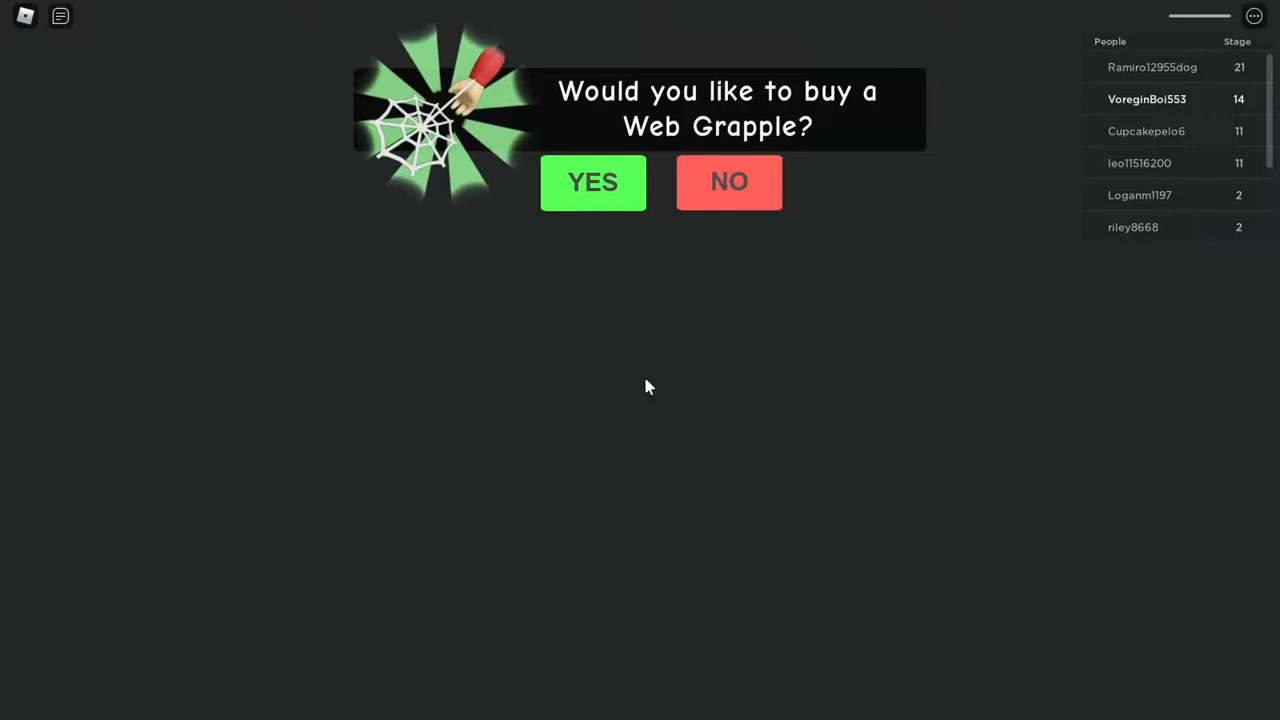 Would you like to buy a
Web Grapple?
YES
NO
People Stage
Ramiro12955dog 21
VoreginBoi553 14
Cupcakepelo6 11
leo11516200 11
Loganm1197 2
riley8668 2